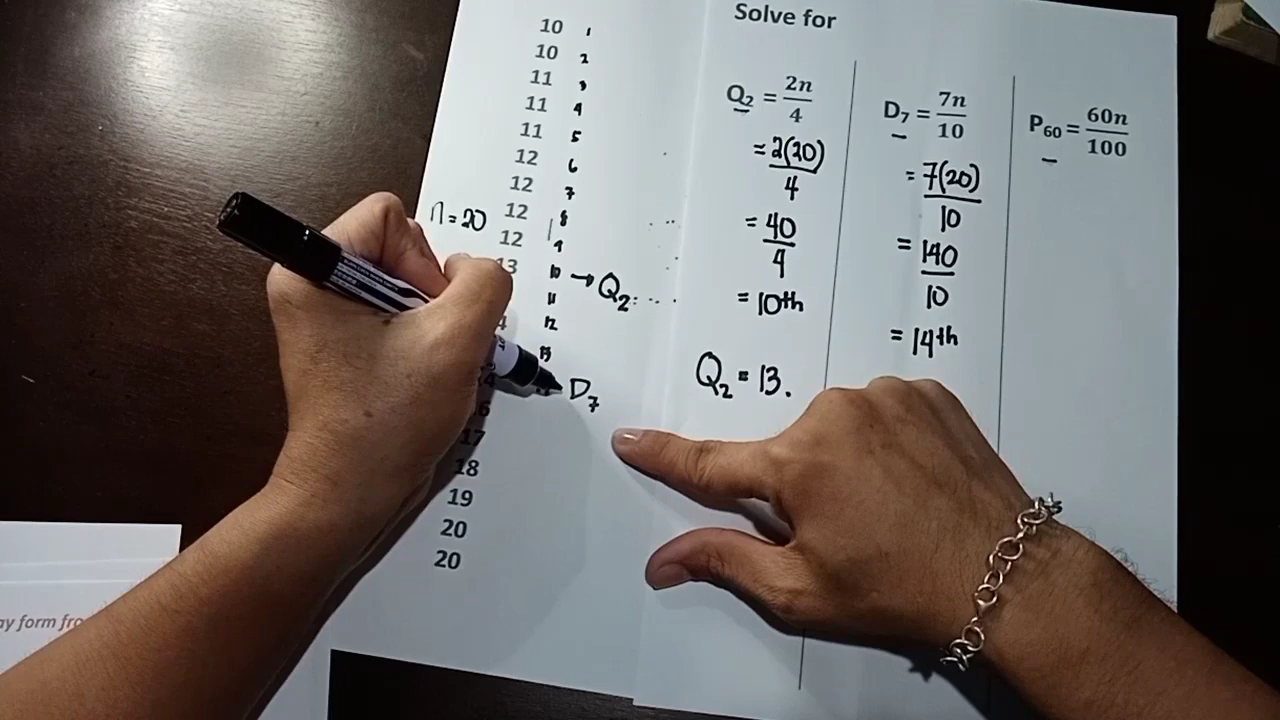 Solve for
10 1
10 2
11 3
11 4
11 5
12 6
12 7
12 8
12 9
n = 20
13 10 → Q2:
11
4 12
13
D7
17
18
19
20
20
Q2 = 2n/4
= 2(20)/4
= 40/4
= 10th
Q2 = 13.
D7 = 7n/10
= 7(20)/10
= 140/10
= 14th
P60 = 60n/100
ay form fro